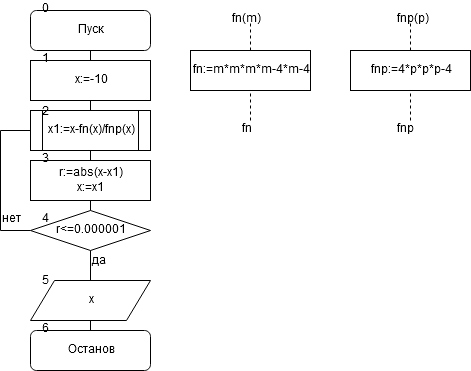 0
Пуск
1
x:=-10
2
x1:=x-fn(x)/fnp(x)
3
r:=abs(x-x1)
x:=x1
4
нет
r<=0.000001
да
5
x
6
Останов
fn(m)
fn:=m*m*m*m-4*m-4
fn
fnp(p)
fnp:=4*p*p*p-4
fnp